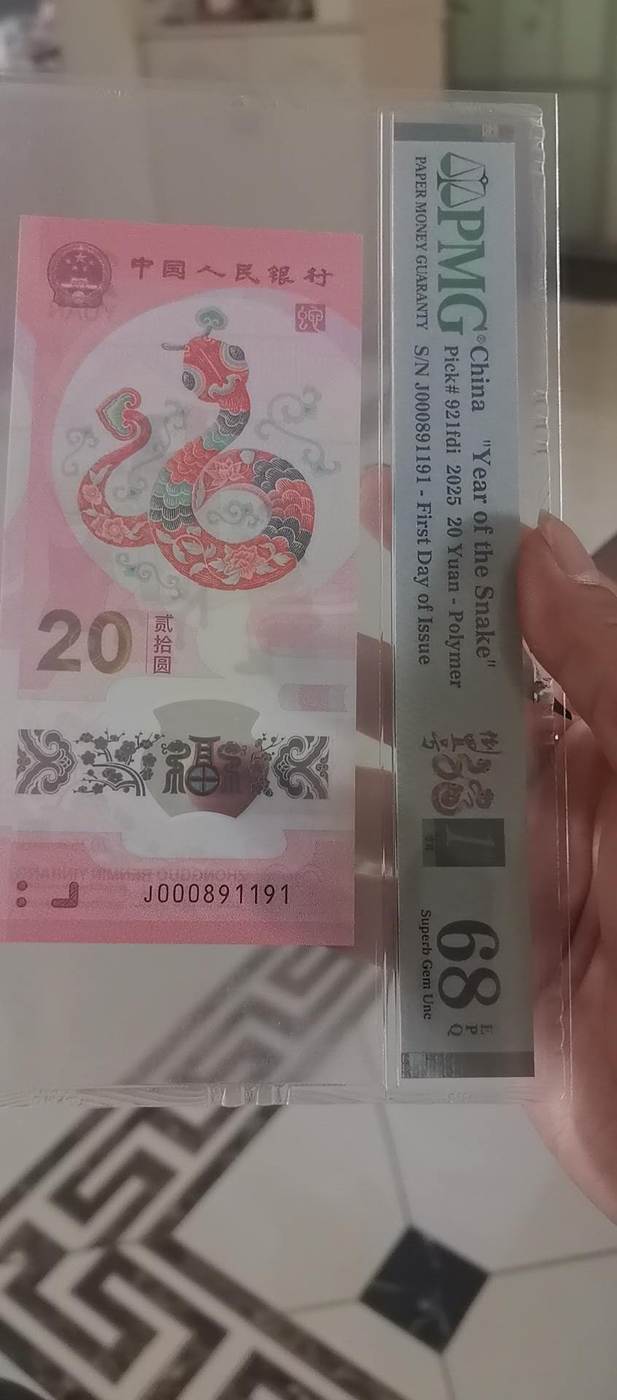 中国人民银行
20
贰拾圆
福
J000891191
PMG®
PAPER MONEY GUARANTY
China "Year of the Snake"
Pick# 921fdi 2025 20 Yuan - Polymer
S/N J000891191 - First Day of Issue
68
EPQ
Superb Gem Unc